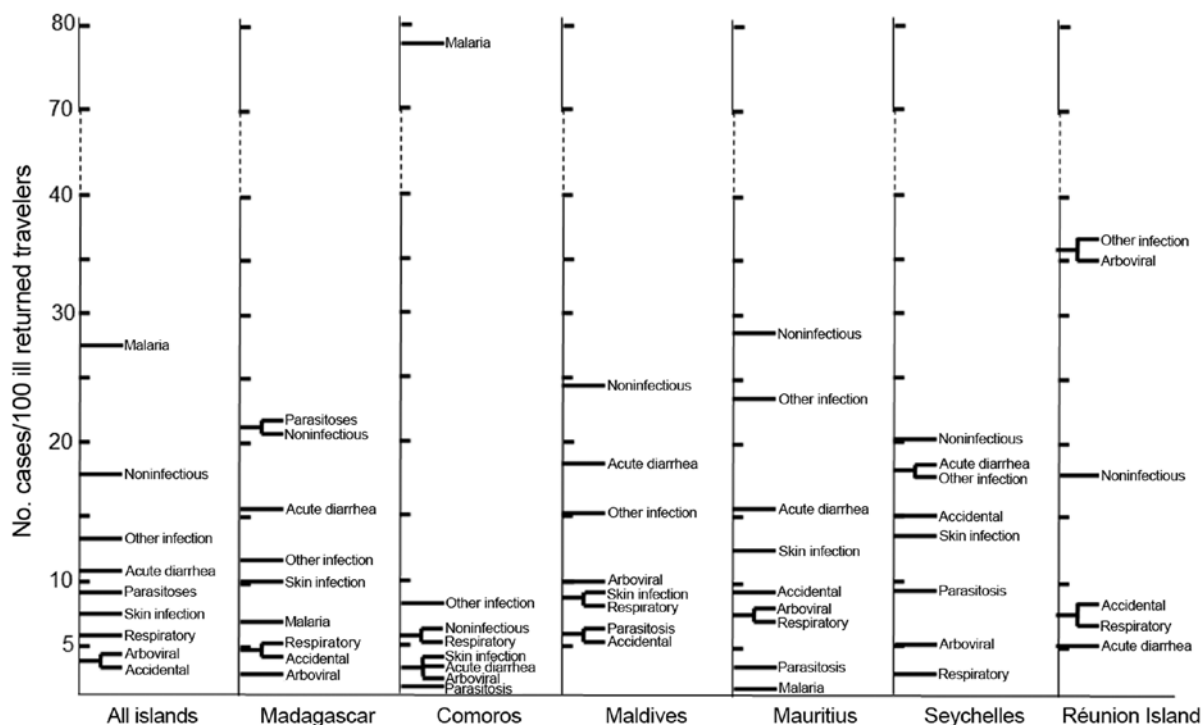 No. cases/100 ill returned travelers
80
70
40
30
20
10
5
Malaria
Noninfectious
Other infection
Acute diarrhea
Parasitoses
Skin infection
Respiratory
Arboviral
Accidental
All islands
Parasitoses
Noninfectious
Acute diarrhea
Other infection
Skin infection
Malaria
Respiratory
Accidental
Arboviral
Madagascar
Malaria
Other infection
Noninfectious
Respiratory
Skin infection
Acute diarrhea
Arboviral
Parasitosis
Comoros
Noninfectious
Acute diarrhea
Other infection
Arboviral
Skin infection
Respiratory
Parasitosis
Accidental
Maldives
Noninfectious
Other infection
Acute diarrhea
Skin infection
Accidental
Arboviral
Respiratory
Parasitosis
Malaria
Mauritius
Noninfectious
Acute diarrhea
Other infection
Accidental
Skin infection
Parasitosis
Arboviral
Respiratory
Seychelles
Other infection
Arboviral
Noninfectious
Accidental
Respiratory
Acute diarrhea
Réunion Island